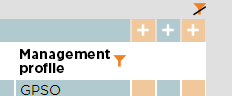 + + +
Management
profile
GPSO